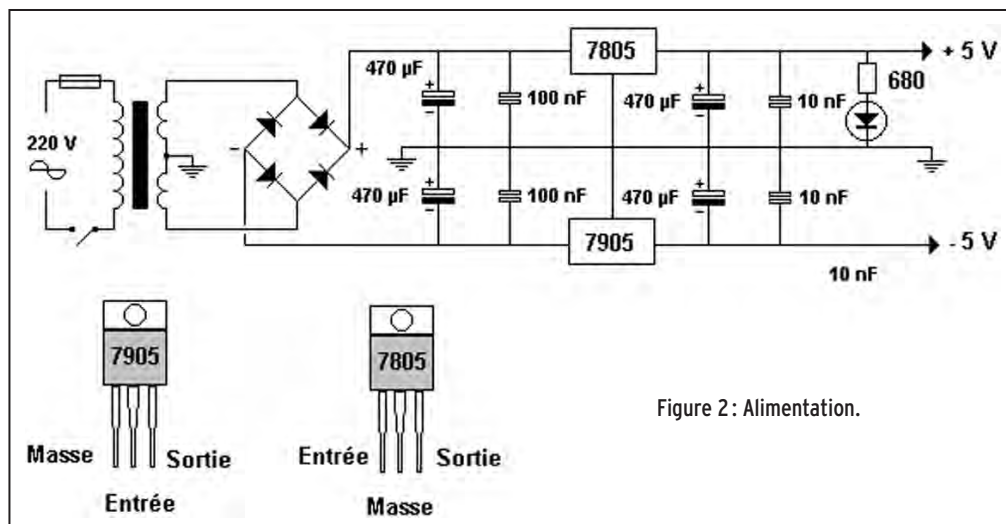 7805
+ 5 V
470 µF
+
−
100 nF
470 µF
+
−
10 nF
680
220 V
−
+
470 µF
+
−
100 nF
470 µF
+
−
10 nF
7905
- 5 V
10 nF
7905
7805
Figure 2 : Alimentation.
Masse
Sortie
Entrée
Sortie
Entrée
Masse